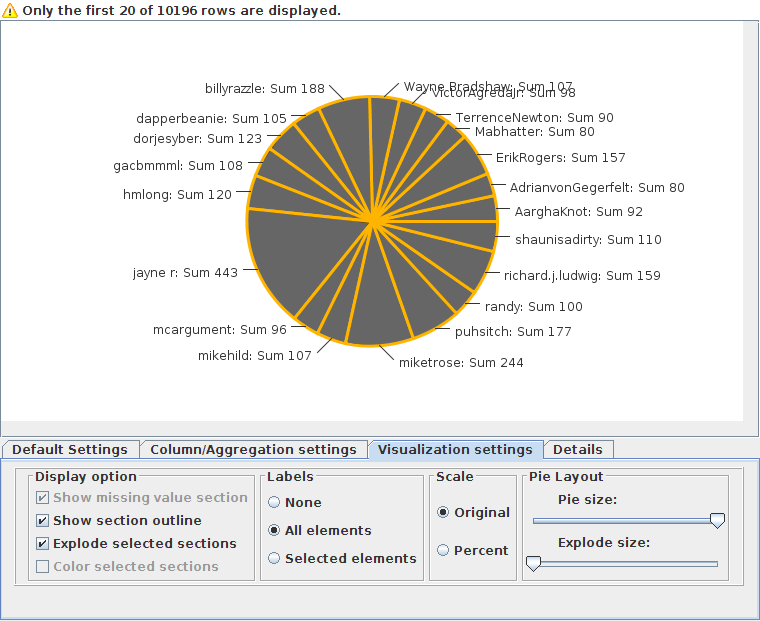 Only the first 20 of 10196 rows are displayed.
billyrazzle: Sum 188
Wayne Bradshaw: Sum 107
VictorAgredaJr: Sum 98
dapperbeanie: Sum 105
TerrenceNewton: Sum 90
dorjesyber: Sum 123
Mabhatter: Sum 80
gacbmmml: Sum 108
ErikRogers: Sum 157
hmlong: Sum 120
AdrianvonGegerfelt: Sum 80
AarghaKnot: Sum 92
shaunisadirty: Sum 110
jayne r: Sum 443
richard.j.ludwig: Sum 159
randy: Sum 100
mcargument: Sum 96
puhsitch: Sum 177
mikehild: Sum 107
miketrose: Sum 244
Default Settings Column/Aggregation settings Visualization settings Details
Display option
Show missing value section
Show section outline
Explode selected sections
Color selected sections
Labels
None
All elements
Selected elements
Scale
Original
Percent
Pie Layout
Pie size:
Explode size: